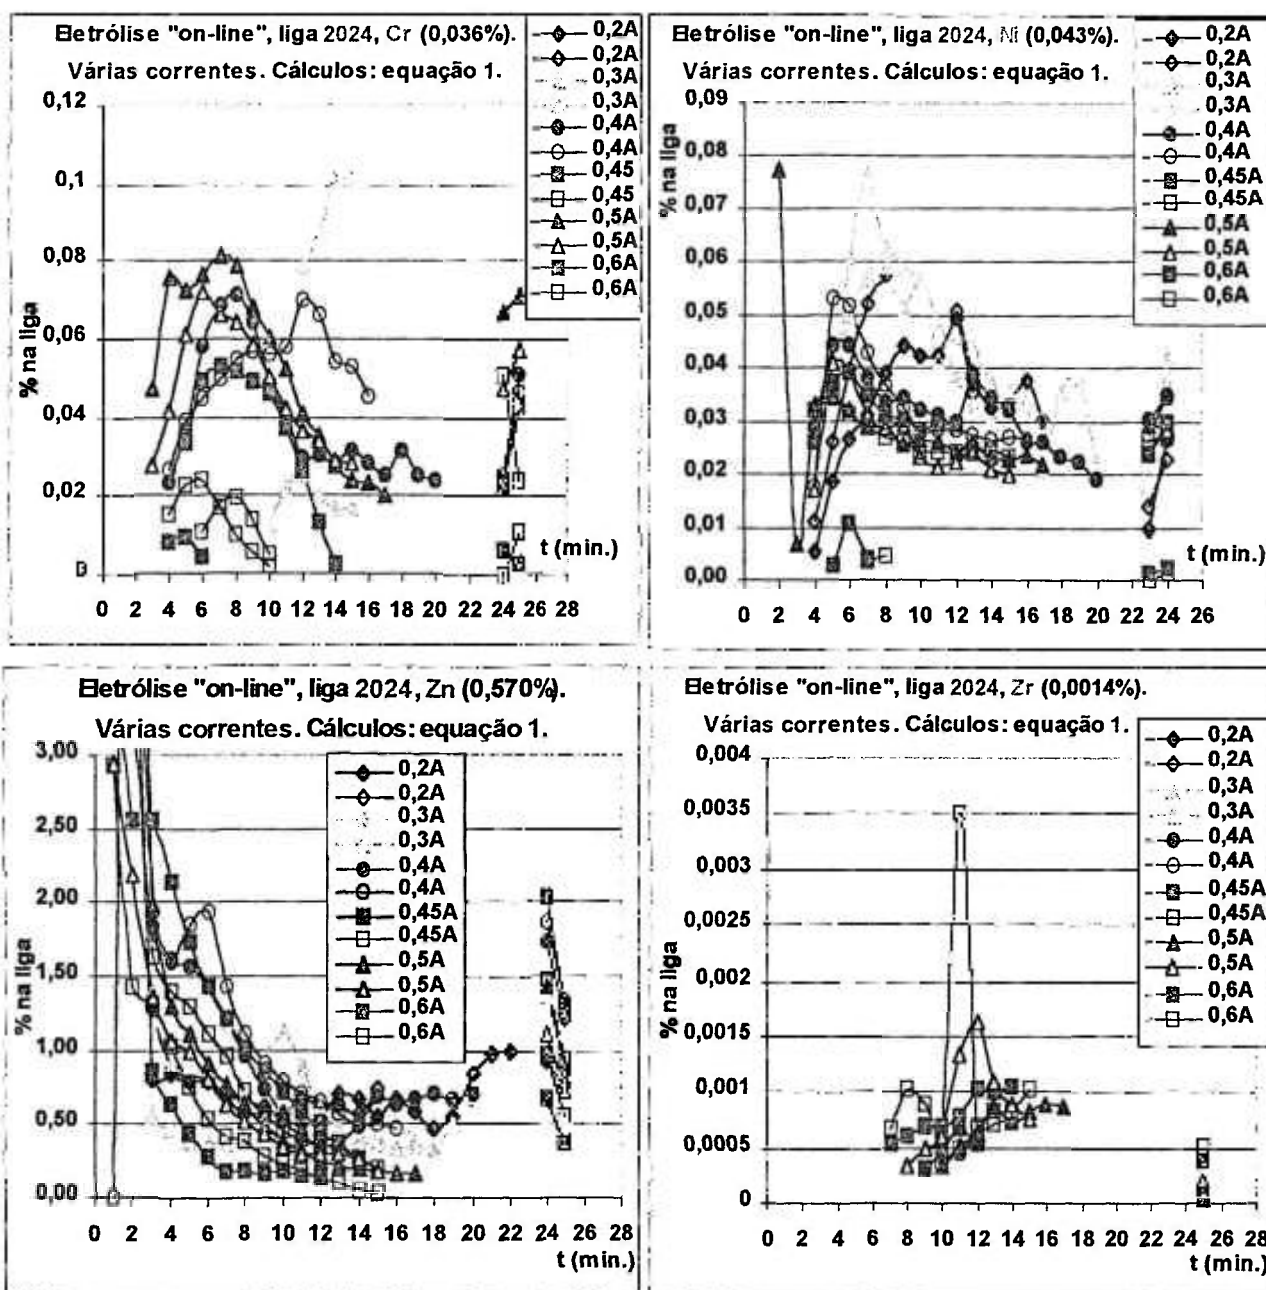 Eletrólise "on-line", liga 2024, Cr (0,036%).
Várias correntes. Cálculos: equação 1.
0,2A
0,2A
0,3A
0,3A
0,4A
0,4A
0,45
0,45
0,5A
0,5A
0,6A
0,6A
% na liga
0,12
0,1
0,08
0,06
0,04
0,02
0
t (min.)
0 2 4 6 8 10 12 14 16 18 20 22 24 26 28
Eletrólise "on-line", liga 2024, Ni (0,043%).
Várias correntes. Cálculos: equação 1.
0,2A
0,2A
0,3A
0,3A
0,4A
0,4A
0,45A
0,45A
0,5A
0,5A
0,6A
0,6A
% na liga
0,09
0,08
0,07
0,06
0,05
0,04
0,03
0,02
0,01
0,00
t (min.)
0 2 4 6 8 10 12 14 16 18 20 22 24 26
Eletrólise "on-line", liga 2024, Zn (0,570%).
Várias correntes. Cálculos: equação 1.
0,2A
0,2A
0,3A
0,3A
0,4A
0,4A
0,45A
0,45A
0,5A
0,5A
0,6A
0,6A
% na liga
3,00
2,50
2,00
1,50
1,00
0,50
0,00
0 2 4 6 8 10 12 14 16 18 20 22 24 26 28
t (min.)
Eletrólise "on-line", liga 2024, Zr (0,0014%).
Várias correntes. Cálculos: equação 1.
0,2A
0,2A
0,3A
0,3A
0,4A
0,4A
0,45A
0,45A
0,5A
0,5A
0,6A
0,6A
% na liga
0,004
0,0035
0,003
0,0025
0,002
0,0015
0,001
0,0005
0
0 2 4 6 8 10 12 14 16 18 20 22 24 26 28
t (min.)